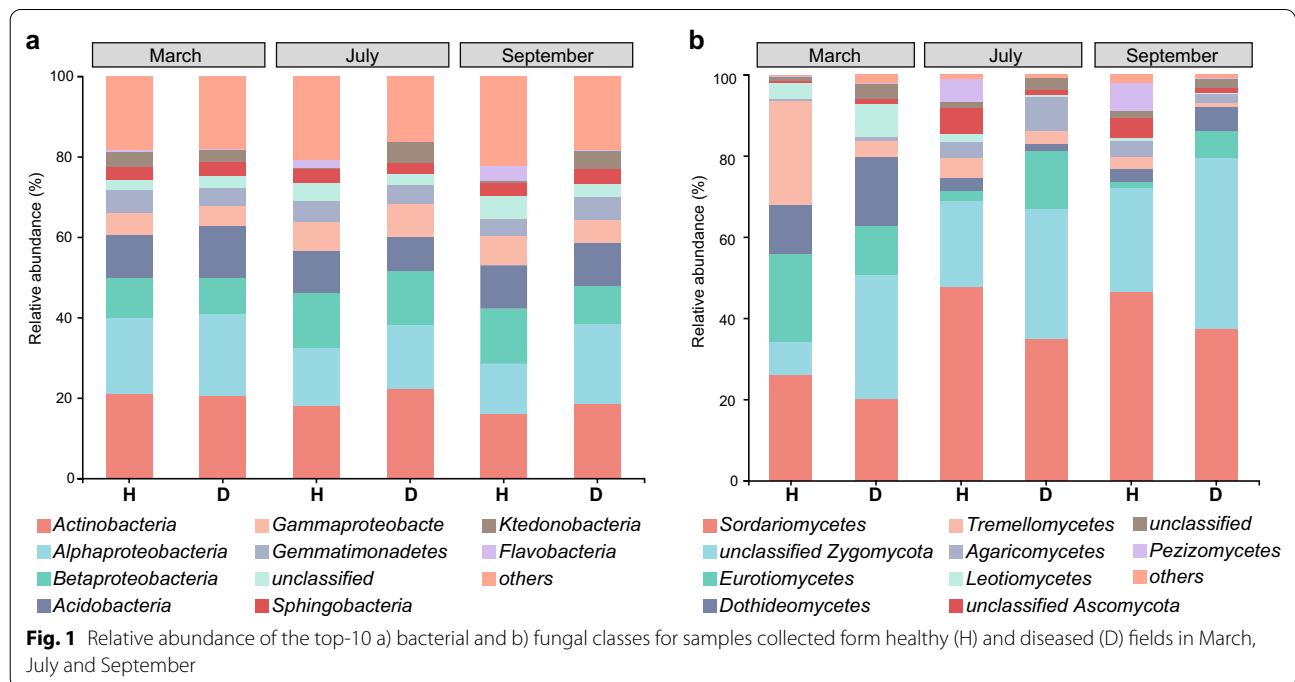 a
March July September
Relative abundance (%)
100
80
60
40
20
0
H D H D H D
Actinobacteria Gammaproteobacte Ktedonobacteria
Alphaproteobacteria Gemmatimonadetes Flavobacteria
Betaproteobacteria unclassified others
Acidobacteria Sphingobacteria
b
March July September
Relative abundance (%)
100
80
60
40
20
0
H D H D H D
Sordariomycetes Tremellomycetes unclassified
unclassified Zygomycota Agaricomycetes Pezizomycetes
Eurotiomycetes Leotiomycetes others
Dothideomycetes unclassified Ascomycota
Fig. 1 Relative abundance of the top-10 a) bacterial and b) fungal classes for samples collected form healthy (H) and diseased (D) fields in March,
July and September